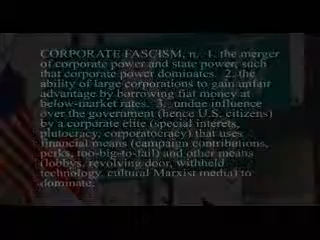 CORPORATE FASCISM, n.  1. the merger
of corporate power and state power, such
that corporate power dominates.  2. the
ability of large corporations to gain unfair
advantage by borrowing fiat money at
below-market rates.  3.  undue influence
over the government (hence U.S. citizens)
by a corporate elite (special interets,
plutocracy, corporatocracy) that uses
financial means (campaign contributions,
perks, too-big-to-fail) and other means
(lobbys, revolving door, withheld
technology, cultural Marxist media) to
dominate.